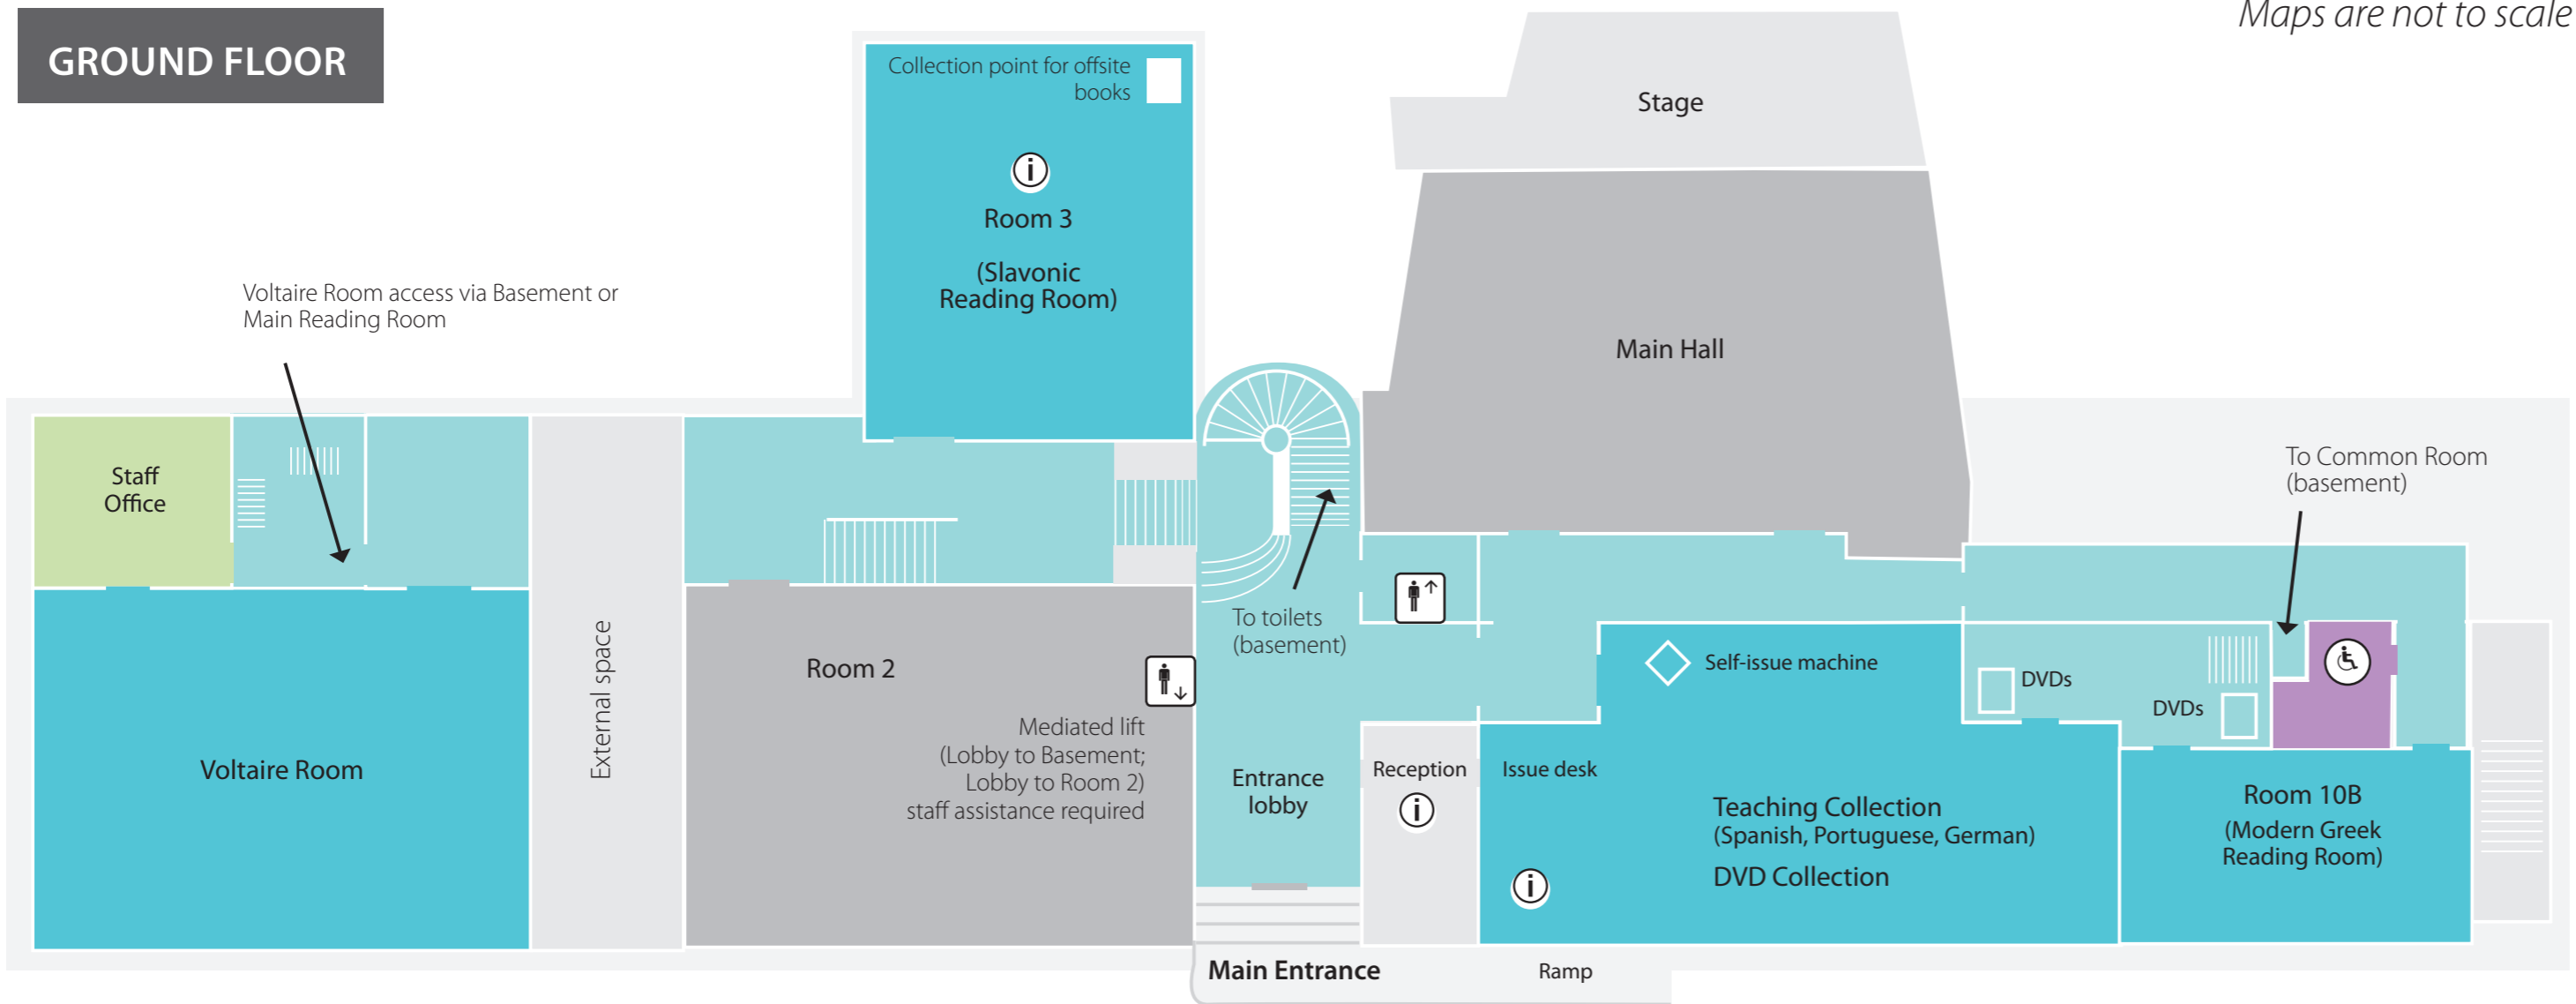 GROUND FLOOR
Maps are not to scale
Collection point for offsite
books
i
Room 3
(Slavonic
Reading Room)
Stage
Main Hall
Voltaire Room access via Basement or
Main Reading Room
Staff
Office
Voltaire Room
External space
Room 2
Mediated lift
(Lobby to Basement;
Lobby to Room 2)
staff assistance required
To toilets
(basement)
Entrance
lobby
Reception
i
Issue desk
i
Self-issue machine
Teaching Collection
(Spanish, Portuguese, German)
DVD Collection
DVDs
DVDs
To Common Room
(basement)
Room 10B
(Modern Greek
Reading Room)
Main Entrance
Ramp